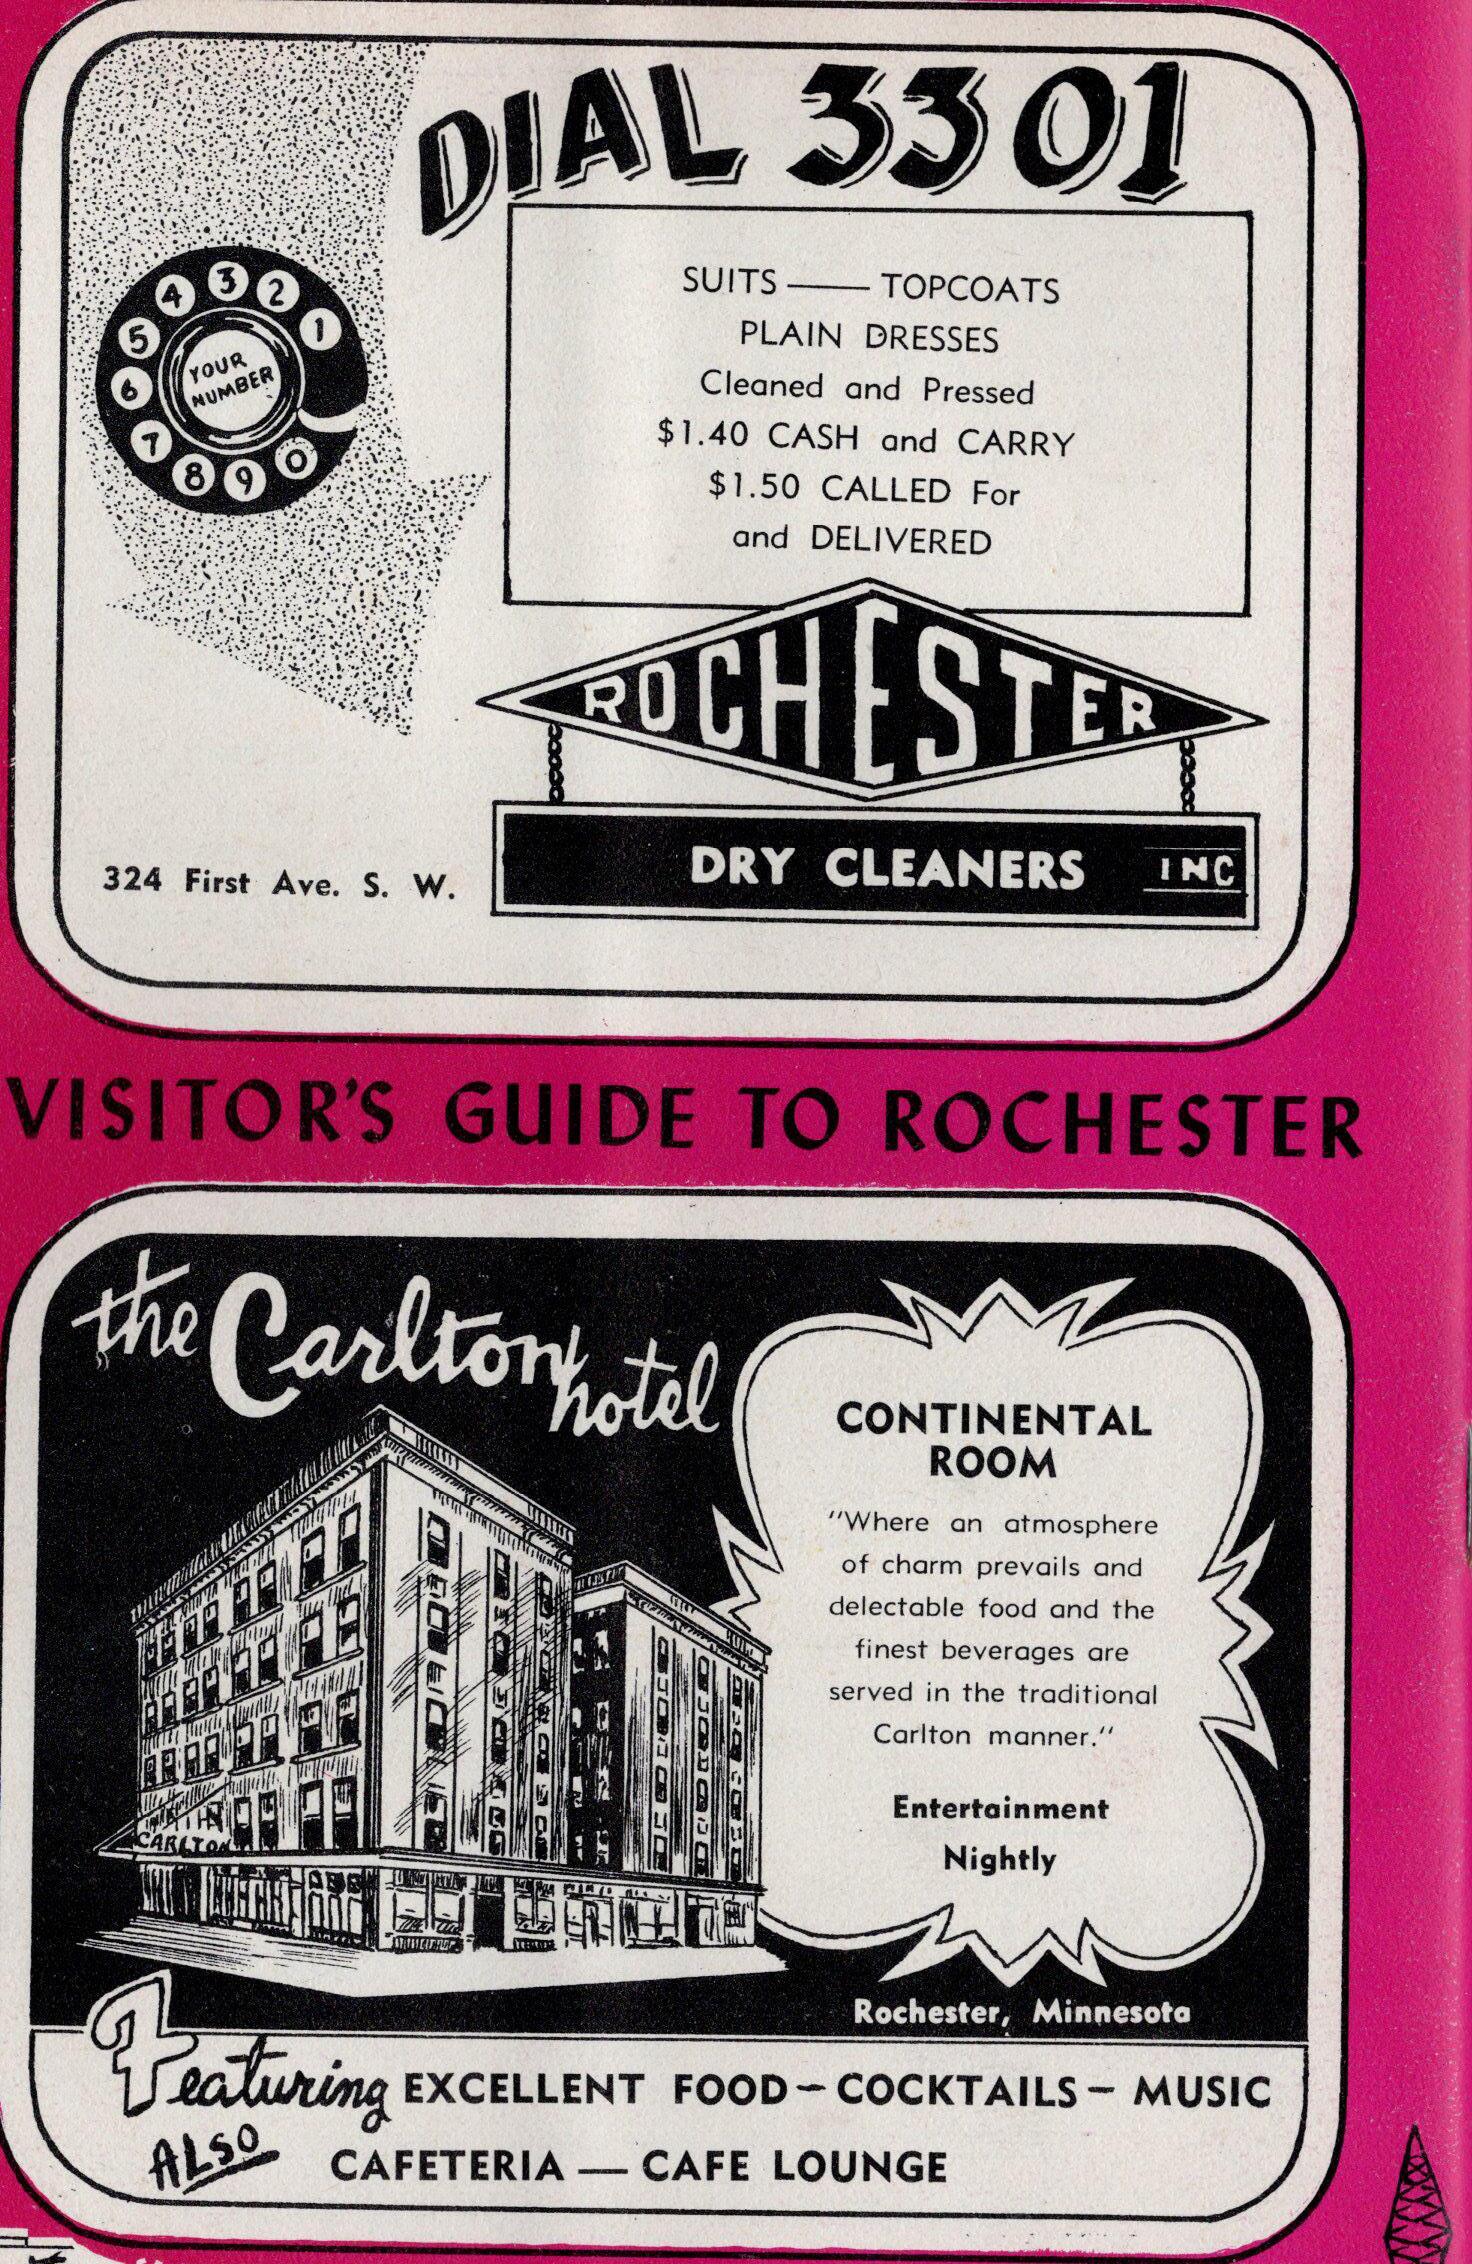 DIAL 3301
4 3 2
5 1
6
7
8 9 0
YOUR
NUMBER
SUITS — TOPCOATS
PLAIN DRESSES
Cleaned and Pressed
$1.40 CASH and CARRY
$1.50 CALLED For
and DELIVERED
ROCHESTER
DRY CLEANERS INC
324 First Ave. S. W.
VISITOR'S GUIDE TO ROCHESTER
the Carlton hotel
CONTINENTAL
ROOM
"Where an atmosphere
of charm prevails and
delectable food and the
finest beverages are
served in the traditional
Carlton manner."
Entertainment
Nightly
CARLTON
Rochester, Minnesota
Featuring EXCELLENT FOOD – COCKTAILS – MUSIC
ALSO CAFETERIA — CAFE LOUNGE